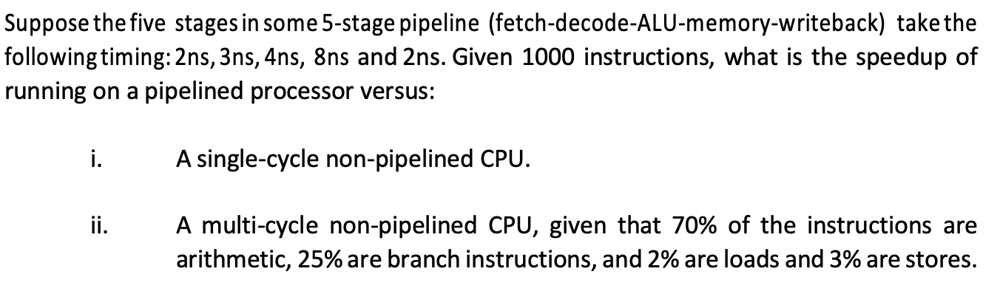 Suppose the five stages in some 5-stage pipeline (fetch-decode-ALU-memory-writeback) take the
following timing: 2ns, 3ns, 4ns, 8ns and 2ns. Given 1000 instructions, what is the speedup of
running on a pipelined processor versus:
i. A single-cycle non-pipelined CPU.
ii. A multi-cycle non-pipelined CPU, given that 70% of the instructions are
arithmetic, 25% are branch instructions, and 2% are loads and 3% are stores.